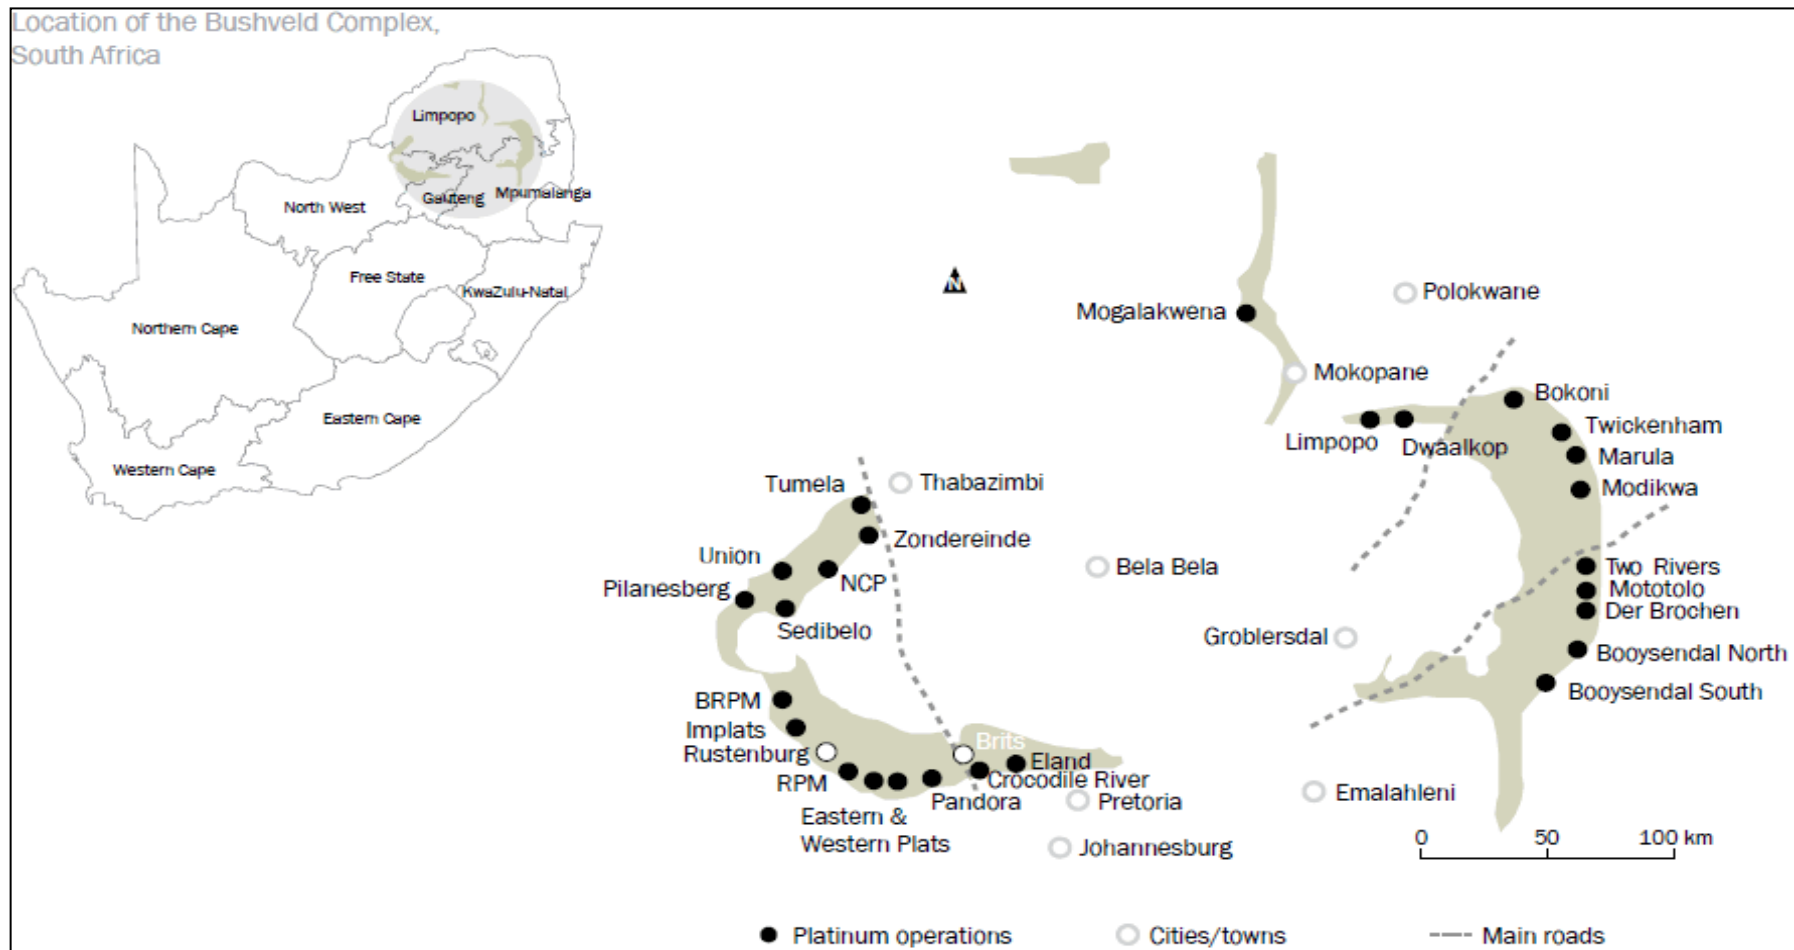 Location of the Bushveld Complex,
South Africa
Limpopo
North West
Gauteng
Mpumalanga
Free State
KwaZulu-Natal
Northern Cape
Eastern Cape
Western Cape
N
Mogalakwena
Polokwane
Mokopane
Bokoni
Limpopo
Dwaalkop
Twickenham
Marula
Modikwa
Tumela
Thabazimbi
Zondereinde
Union
NCP
Pilanesberg
Sedibelo
Bela Bela
Two Rivers
Mototolo
Der Brochen
Groblersdal
Booysendal North
Booysendal South
BRPM
Implats
Rustenburg
Brits
RPM
Eland
Crocodile River
Pandora
Eastern &
Western Plats
Pretoria
Johannesburg
Emalahleni
0 50 100 km
Platinum operations
Cities/towns
Main roads